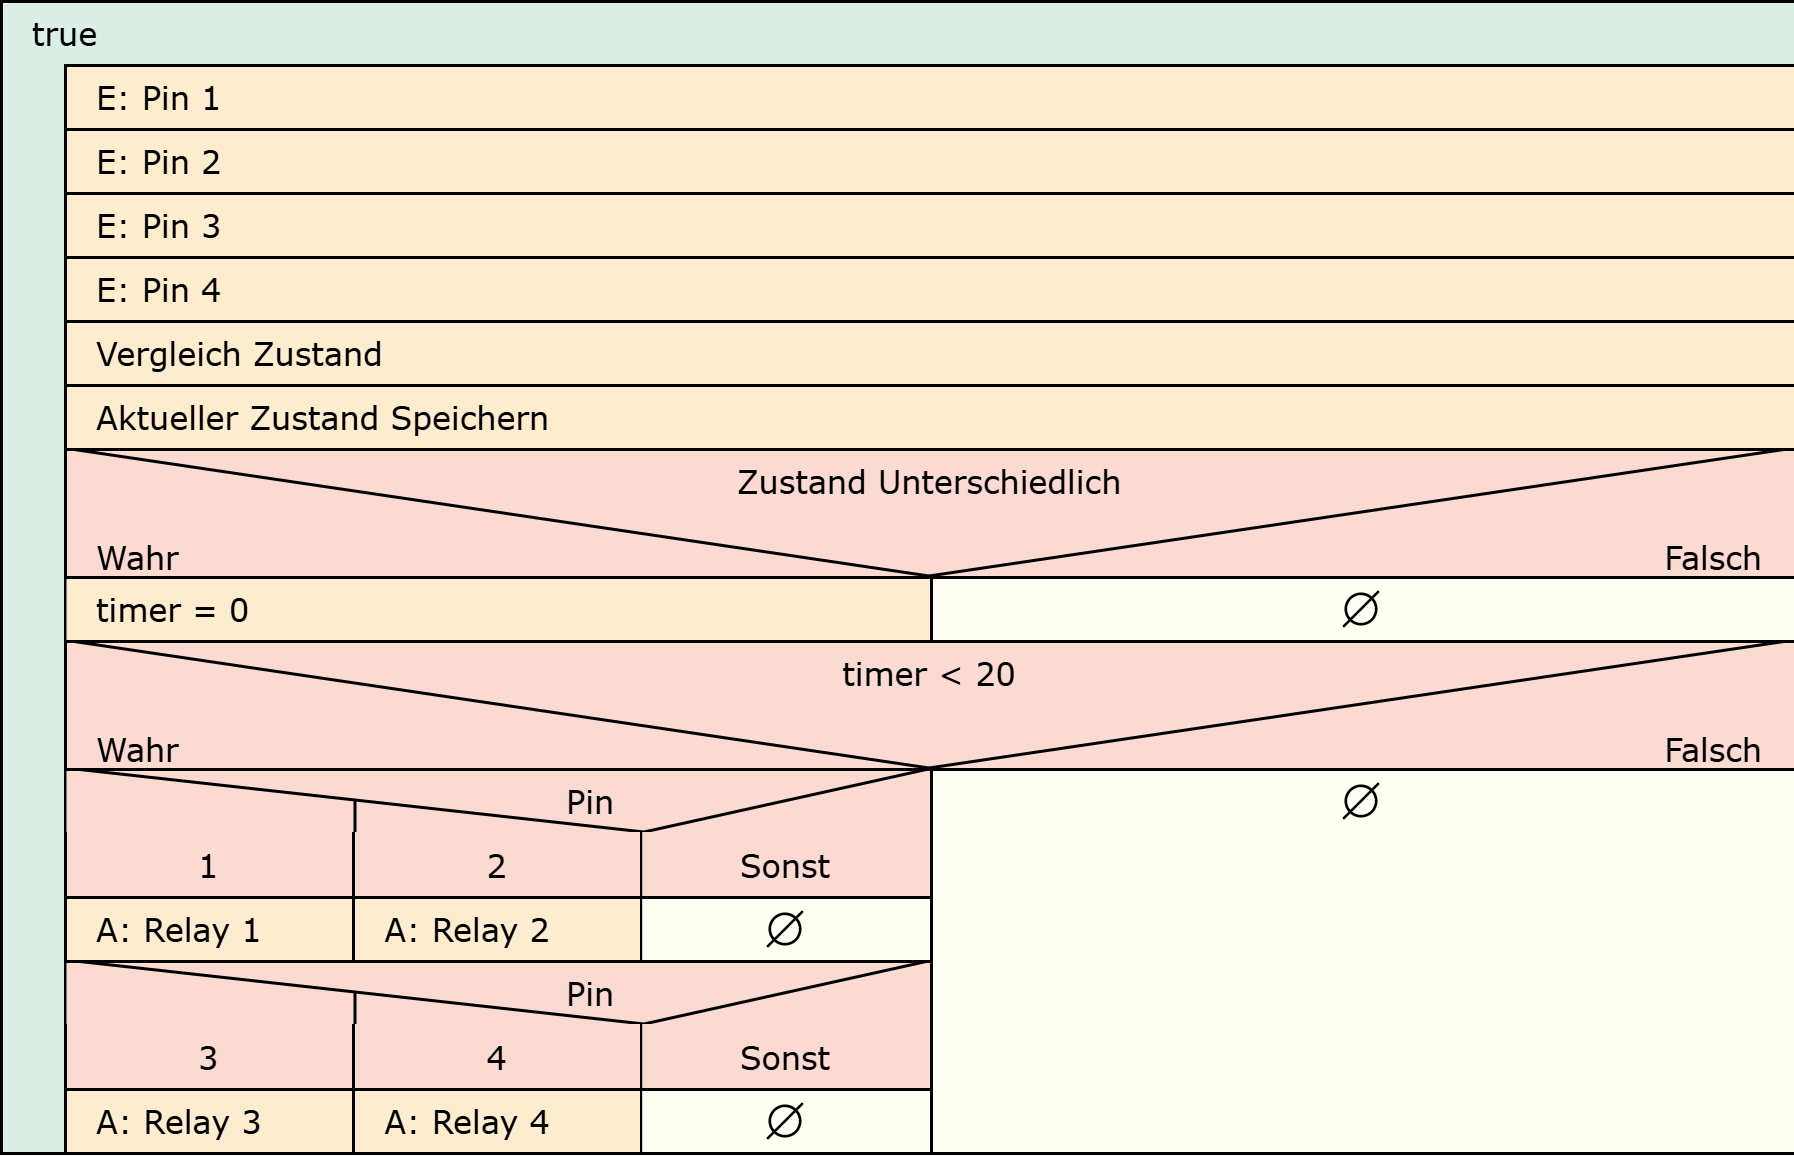 true
E: Pin 1
E: Pin 2
E: Pin 3
E: Pin 4
Vergleich Zustand
Aktueller Zustand Speichern
Zustand Unterschiedlich
Wahr Falsch
timer = 0 ∅
timer < 20
Wahr Falsch
Pin ∅
1 2 Sonst
A: Relay 1 A: Relay 2 ∅
Pin
3 4 Sonst
A: Relay 3 A: Relay 4 ∅